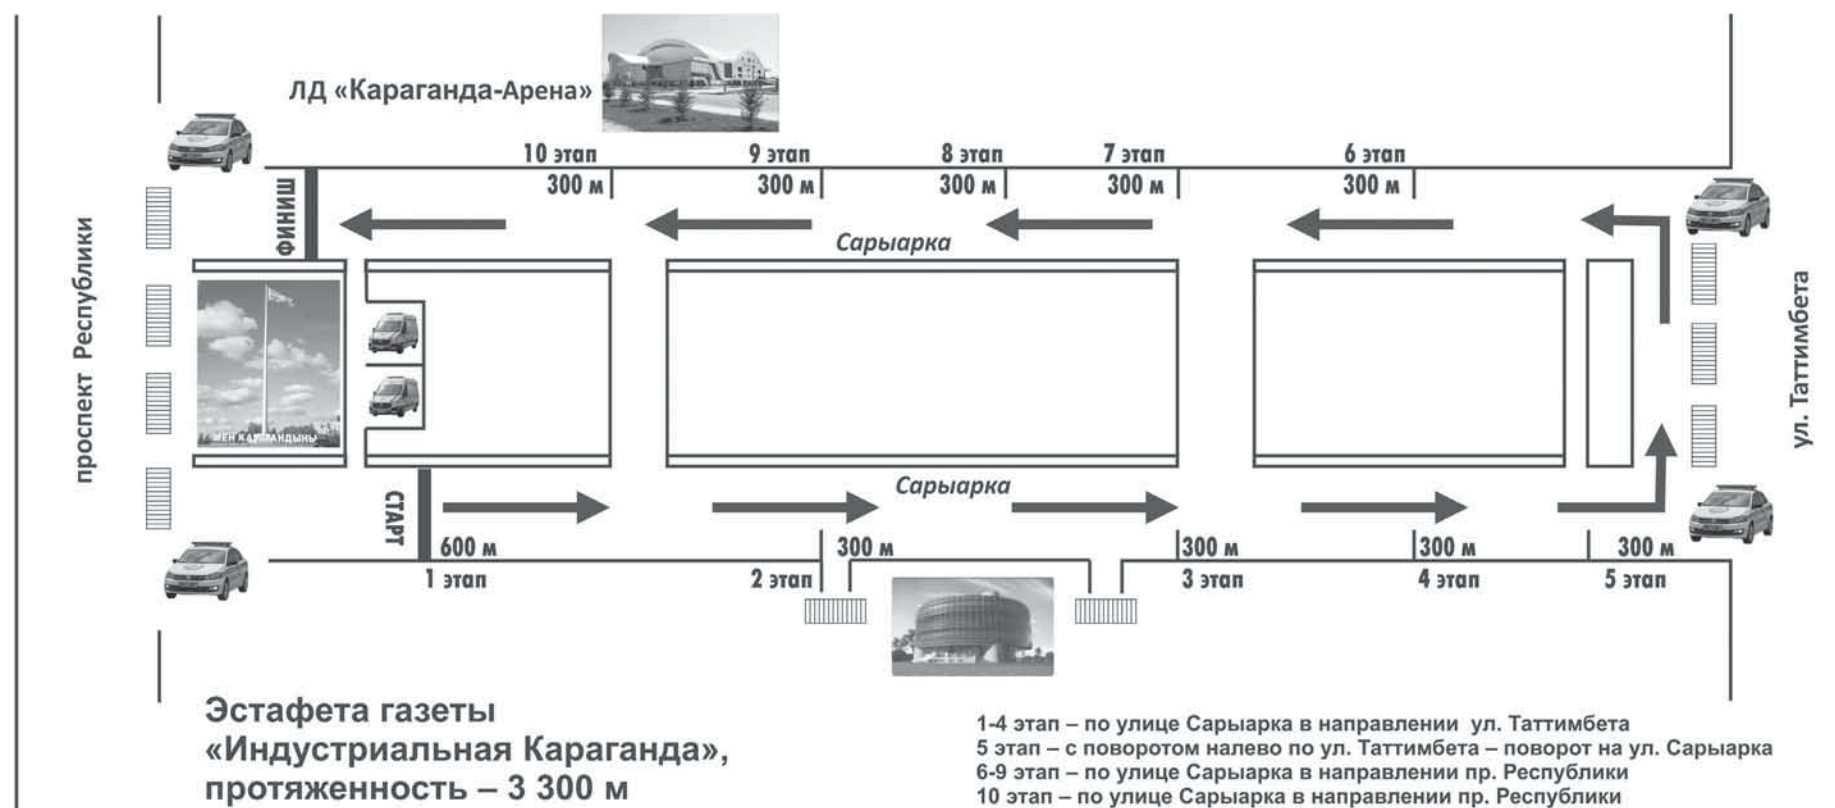 ЛД «Караганда-Арена»
10 этап
9 этап
8 этап
7 этап
6 этап
300 м
300 м
300 м
300 м
300 м
ФИНИШ
Сарыарка
проспект Республики
ул. Таттимбета
МЕН КАРАГАНДЫНЫ
Сарыарка
СТАРТ
600 м
300 м
300 м
300 м
300 м
1 этап
2 этап
3 этап
4 этап
5 этап
Эстафета газеты
«Индустриальная Караганда»,
протяженность – 3 300 м
1-4 этап – по улице Сарыарка в направлении ул. Таттимбета
5 этап – с поворотом налево по ул. Таттимбета – поворот на ул. Сарыарка
6-9 этап – по улице Сарыарка в направлении пр. Республики
10 этап – по улице Сарыарка в направлении пр. Республики